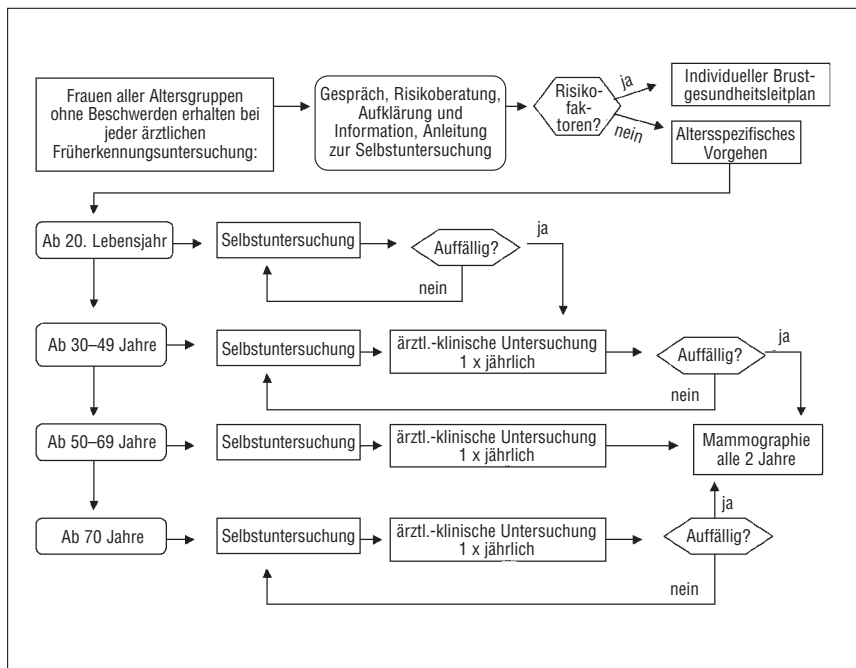 Frauen aller Altersgruppen
ohne Beschwerden erhalten bei
jeder ärztlichen
Früherkennungsuntersuchung:
Gespräch, Risikoberatung,
Aufklärung und
Information, Anleitung
zur Selbstuntersuchung
Risiko-
fak-
toren?
ja
nein
Individueller Brust-
gesundheitsleitplan
Altersspezifisches
Vorgehen
Ab 20. Lebensjahr
Selbstuntersuchung
Auffällig?
ja
nein
Ab 30–49 Jahre
Selbstuntersuchung
ärztl.-klinische Untersuchung
1 x jährlich
Auffällig?
ja
nein
Ab 50–69 Jahre
Selbstuntersuchung
ärztl.-klinische Untersuchung
1 x jährlich
Mammographie
alle 2 Jahre
Ab 70 Jahre
Selbstuntersuchung
ärztl.-klinische Untersuchung
1 x jährlich
Auffällig?
ja
nein